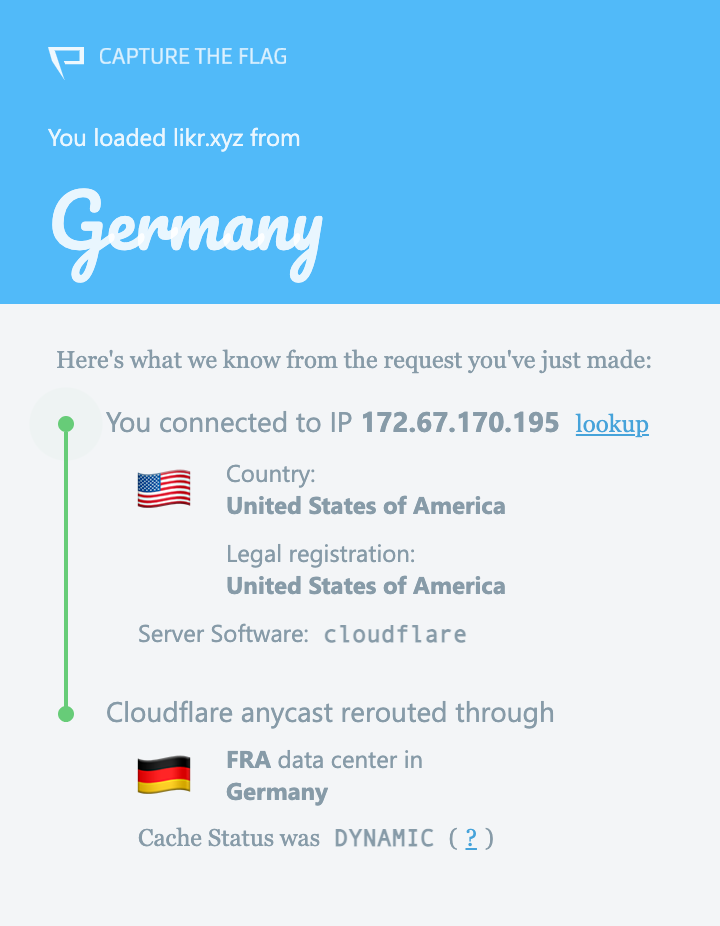 CAPTURE THE FLAG
You loaded likr.xyz from
Germany
Here's what we know from the request you've just made:
You connected to IP 172.67.170.195 lookup
Country:
United States of America
Legal registration:
United States of America
Server Software: cloudflare
Cloudflare anycast rerouted through
FRA data center in
Germany
Cache Status was DYNAMIC ( ? )